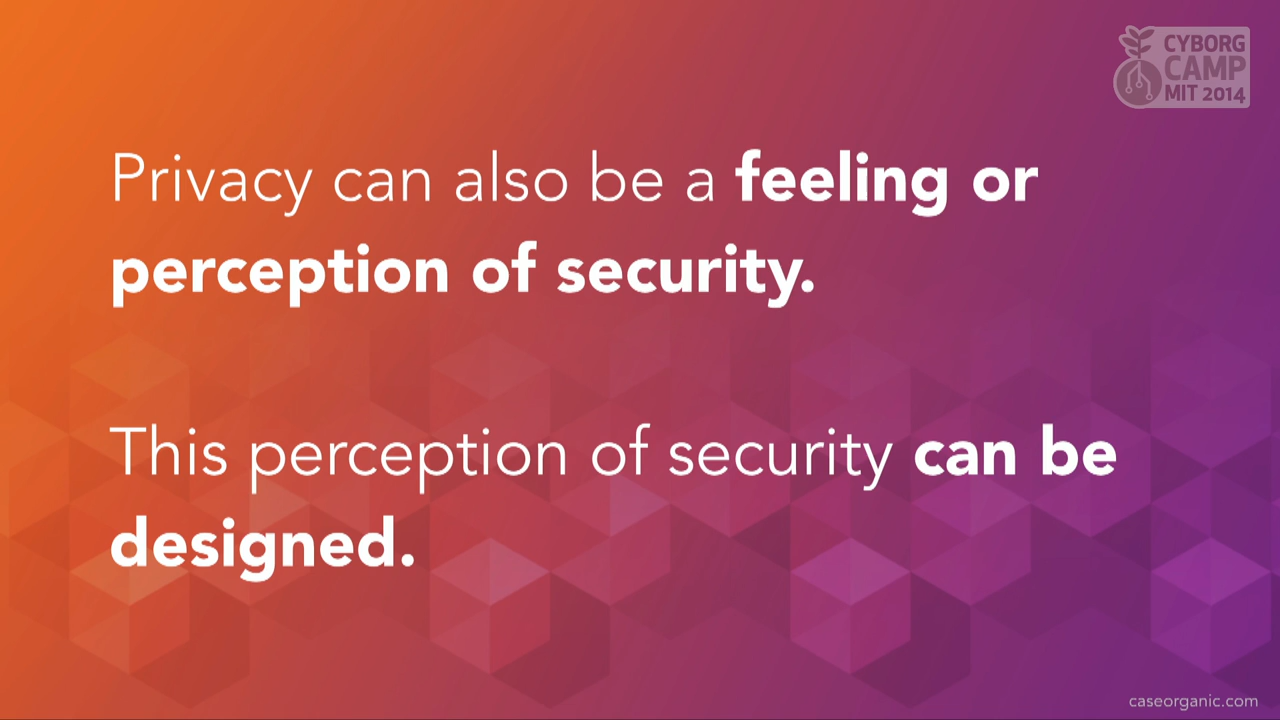 CYBORG
CAMP
MIT 2014
Privacy can also be a feeling or
perception of security.
This perception of security can be
designed.
caseorganic.com